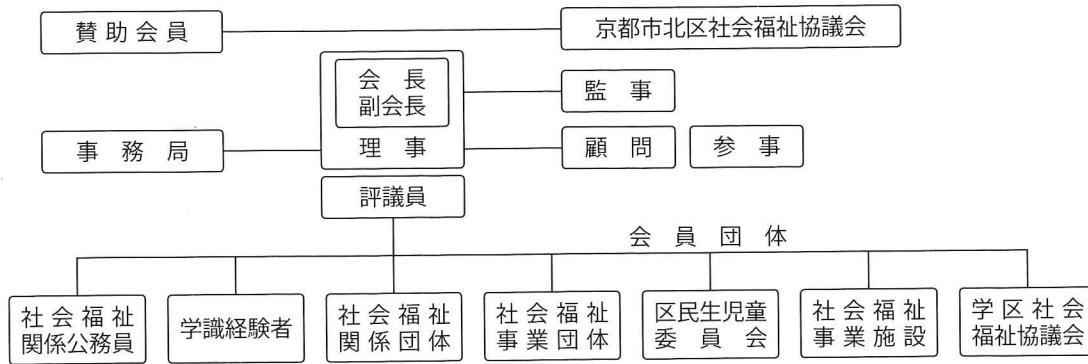 賛助会員
京都市北区社会福祉協議会
会長
副会長
監事
理事
事務局
顧問
参事
評議員
会員団体
社会福祉
関係公務員
学識経験者
社会福祉
関係団体
社会福祉
事業団体
区民生児童
委員会
社会福祉
事業施設
学区社会
福祉協議会